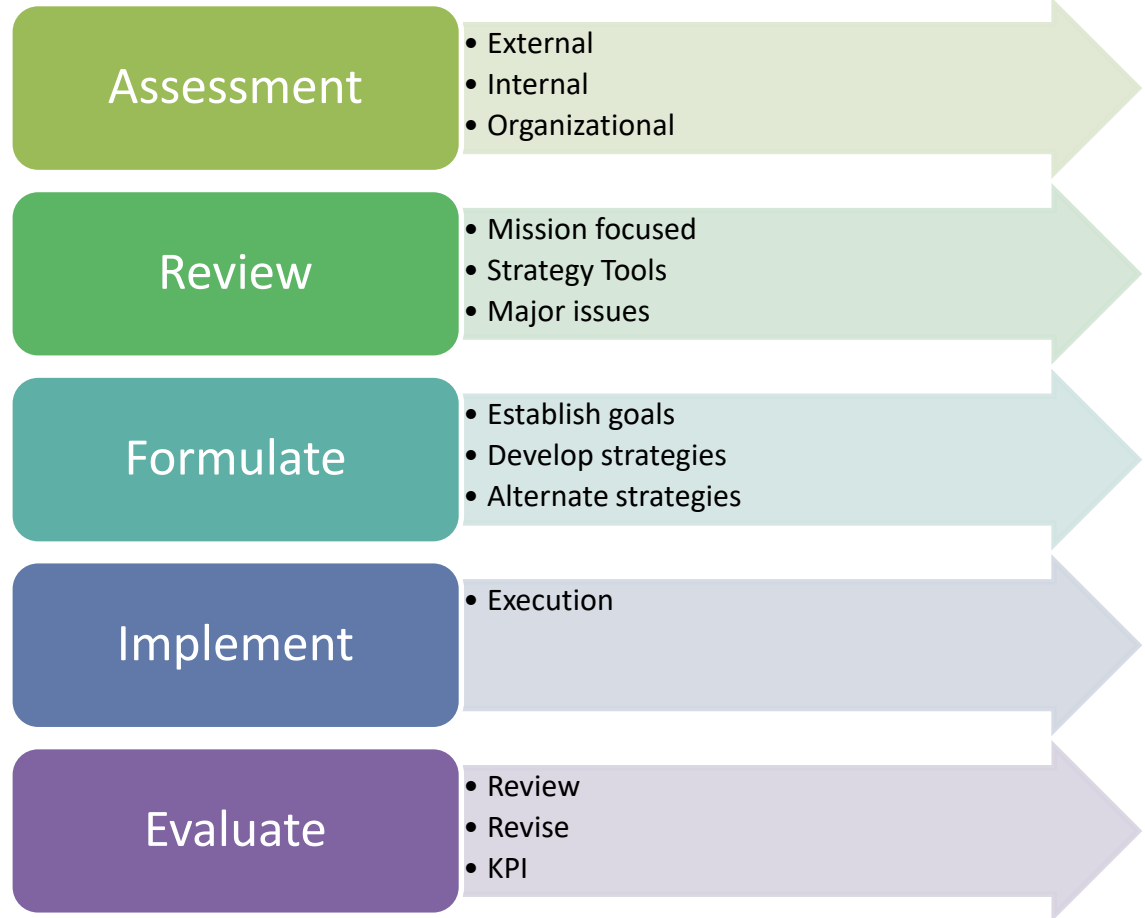 Assessment
• External
• Internal
• Organizational
Review
• Mission focused
• Strategy Tools
• Major issues
Formulate
• Establish goals
• Develop strategies
• Alternate strategies
Implement
• Execution
Evaluate
• Review
• Revise
• KPI